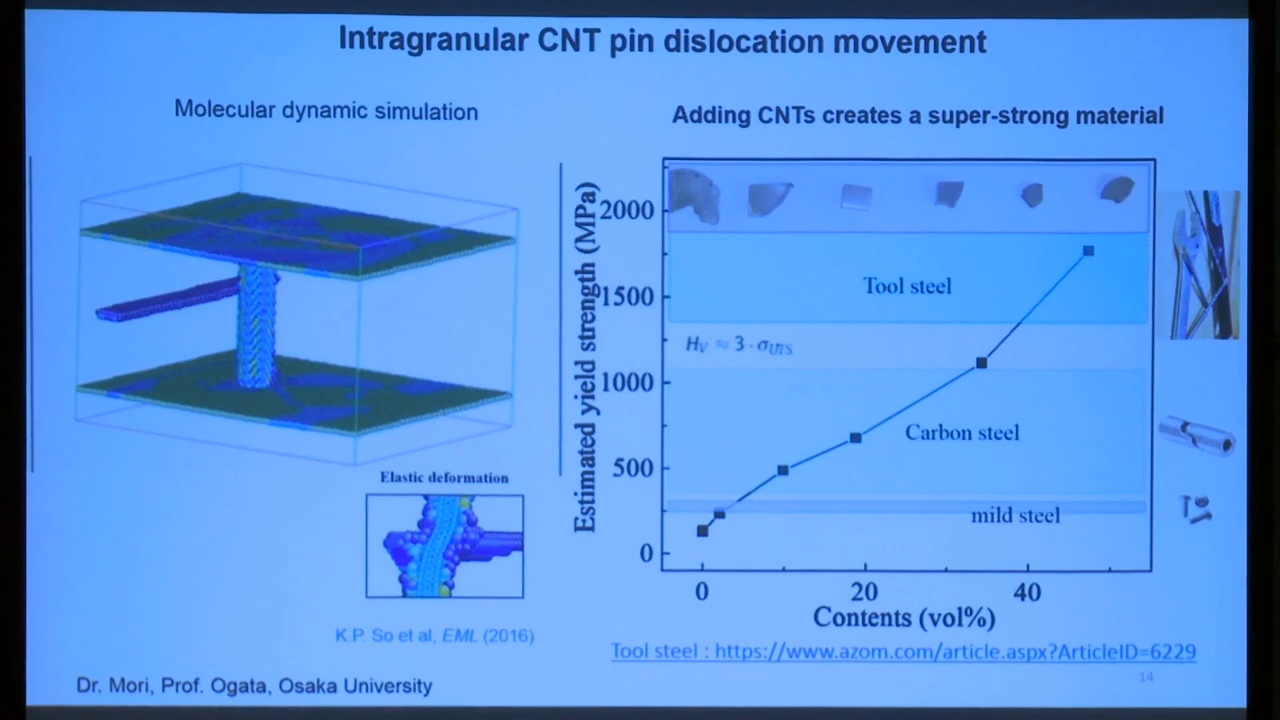 Intragranular CNT pin dislocation movement
Molecular dynamic simulation
Adding CNTs creates a super-strong material
Estimated yield strength (MPa)
2000
1500
1000
500
0
Tool steel
H_V ≈ 3 · σ_UTS
Carbon steel
mild steel
0
20
40
Contents (vol%)
Elastic deformation
K.P. So et al, EML (2016)
Tool steel : https://www.azom.com/article.aspx?ArticleID=6229
14
Dr. Mori, Prof. Ogata, Osaka University